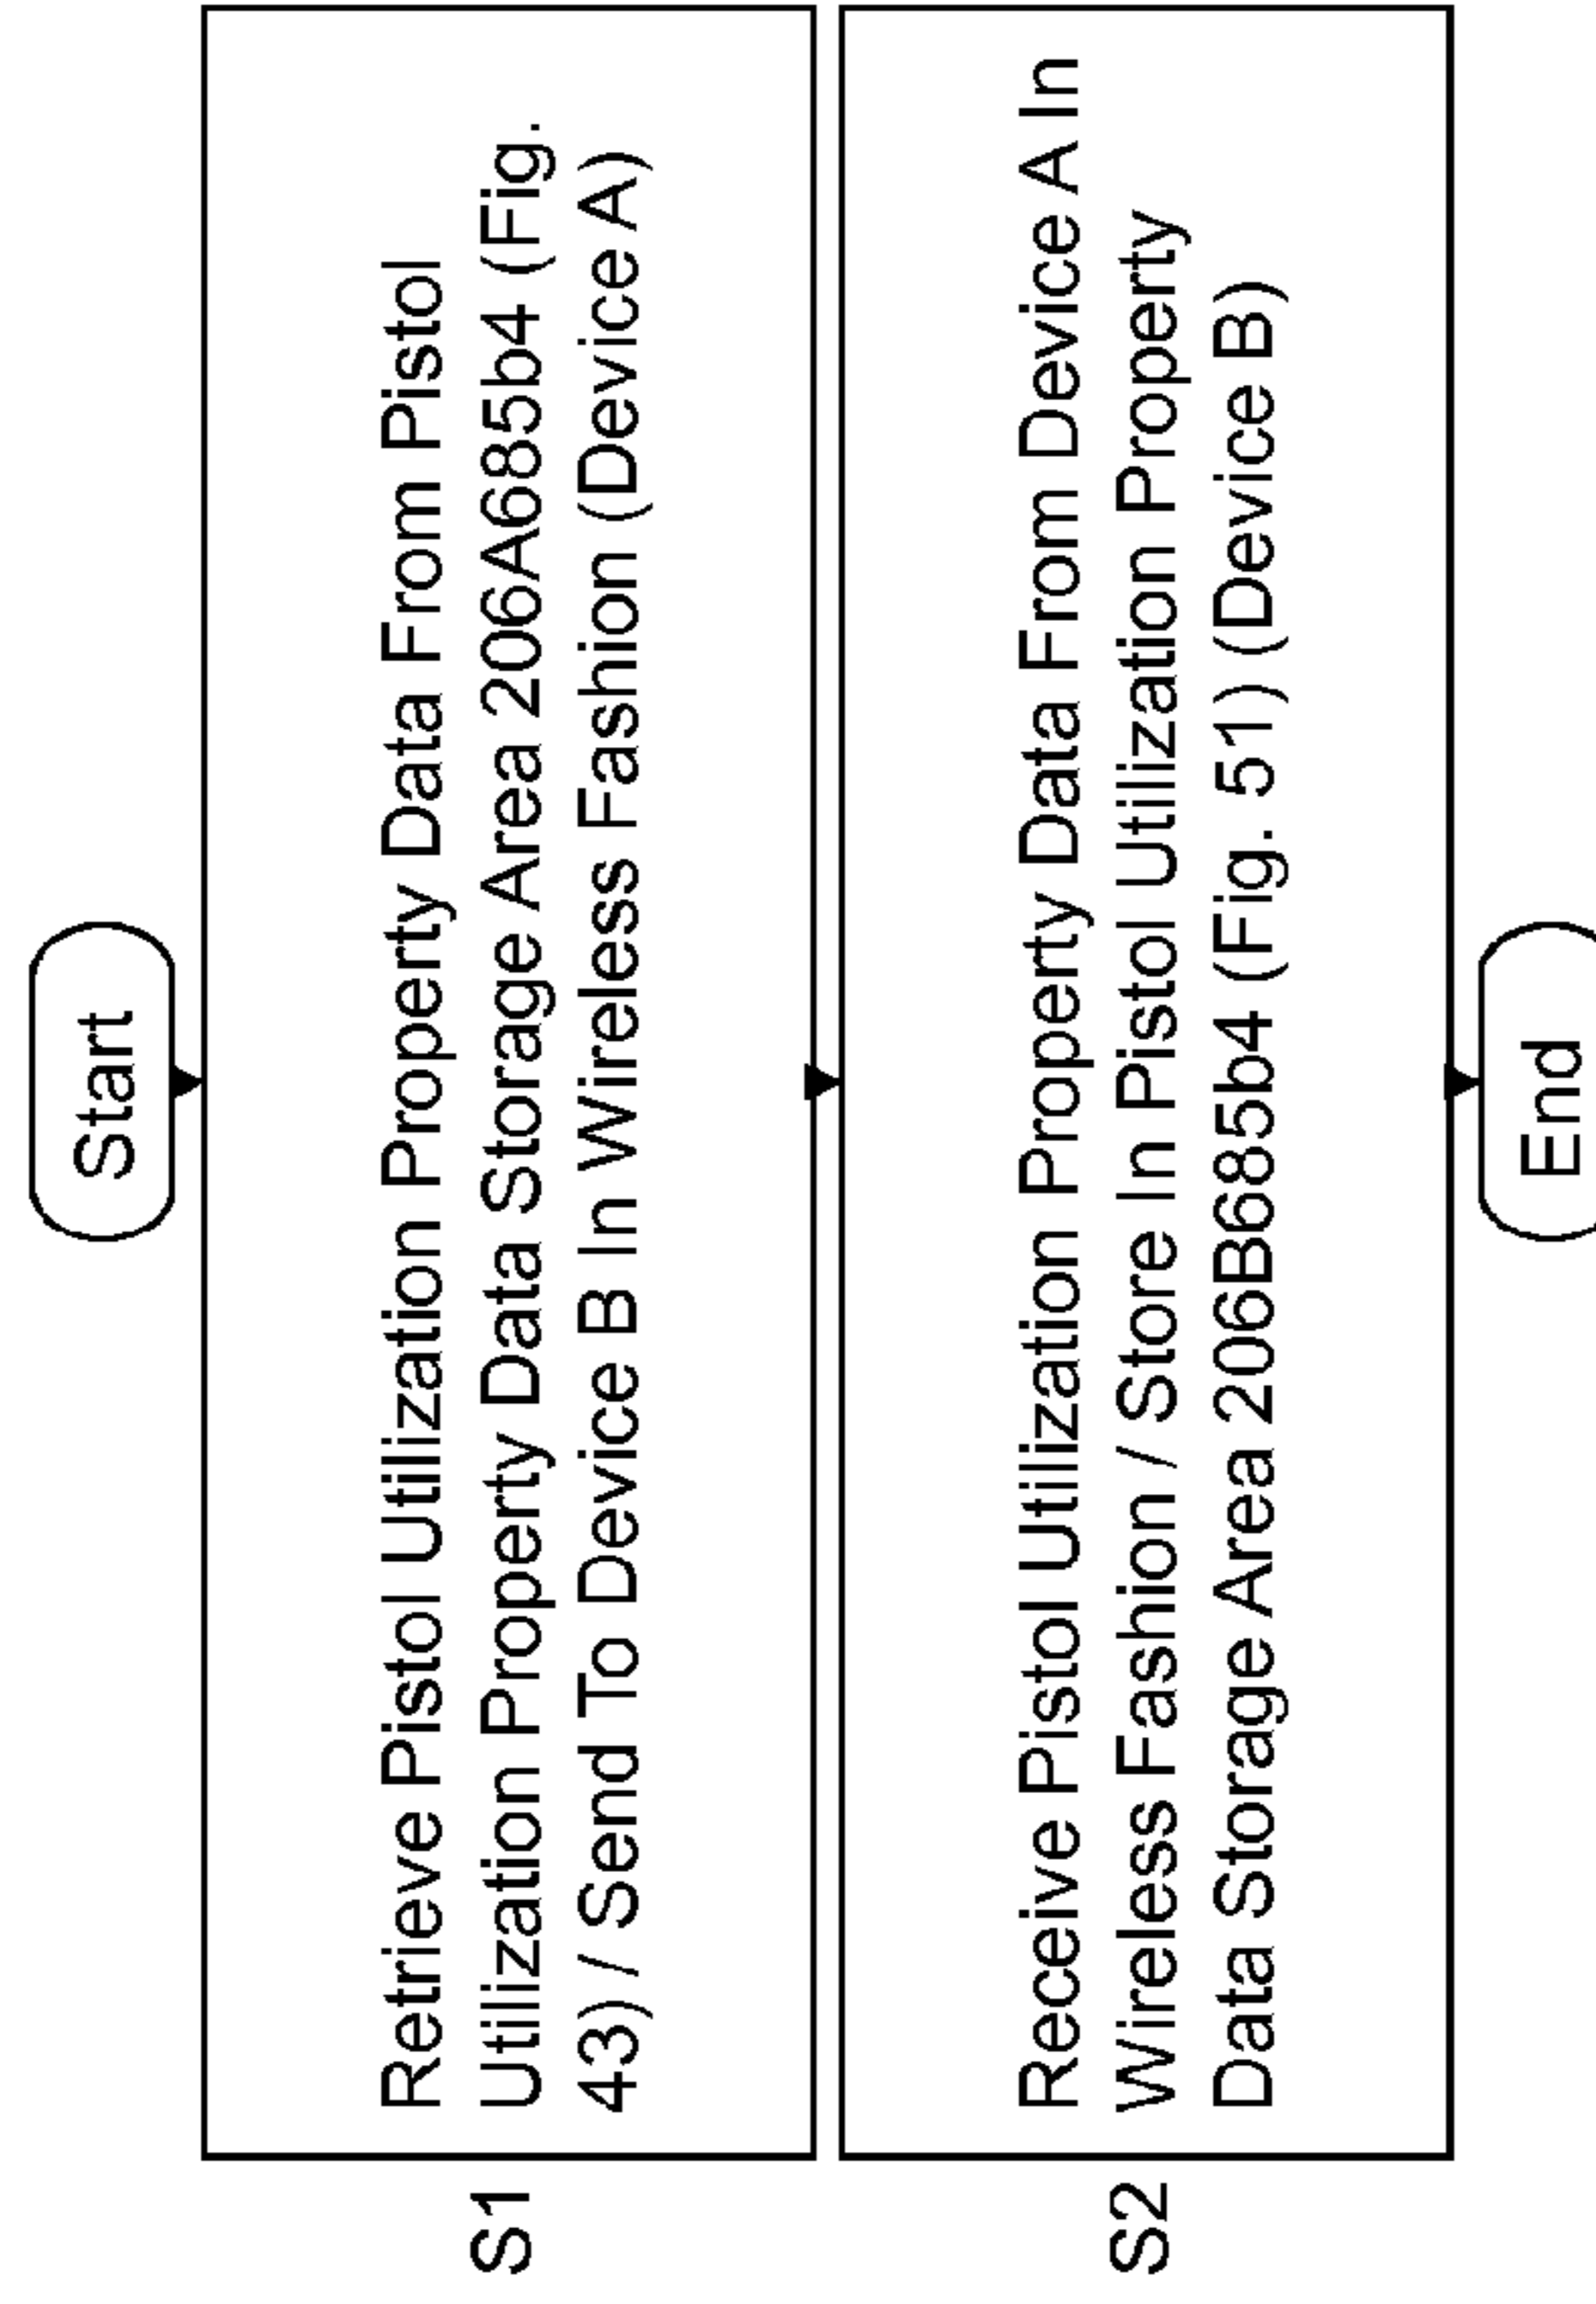 Start
S1
Retrieve Pistol Utilization Property Data From Pistol
Utilization Property Data Storage Area 206A685b4 (Fig.
43) / Send To Device B In Wireless Fashion (Device A)
S2
Receive Pistol Utilization Property Data From Device A In
Wireless Fashion / Store In Pistol Utilization Property
Data Storage Area 206B685b4 (Fig. 51) (Device B)
End